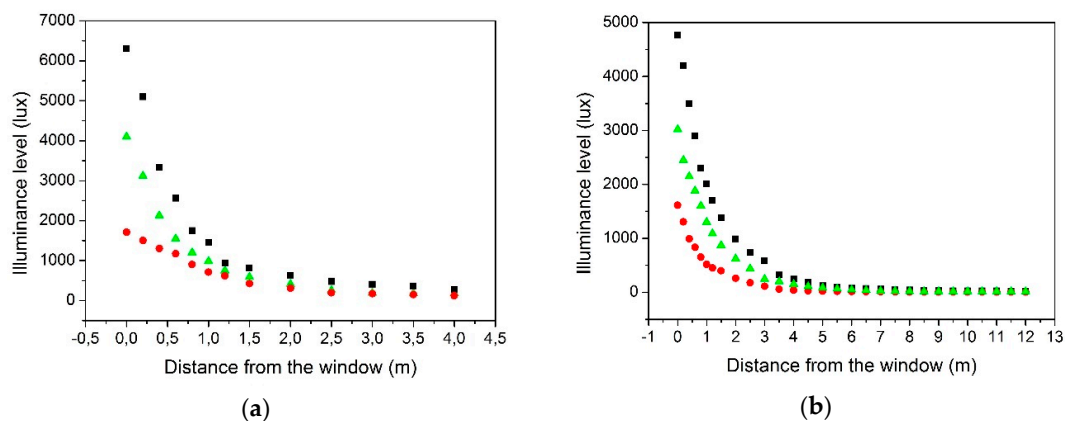 7000
6000
5000
4000
3000
2000
1000
0
Illuminance level (lux)
-0,5 0,0 0,5 1,0 1,5 2,0 2,5 3,0 3,5 4,0 4,5
Distance from the window (m)
(a)
5000
4000
3000
2000
1000
0
Illuminance level (lux)
-1 0 1 2 3 4 5 6 7 8 9 10 11 12 13
Distance from the window (m)
(b)